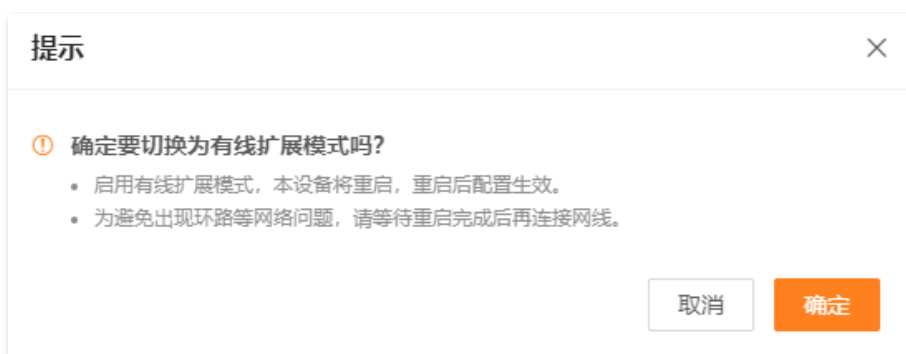 提示
确定要切换为有线扩展模式吗?
启用有线扩展模式，本设备将重启，重启后配置生效。
为避免出现环路等网络问题，请等待重启完成后再连接网线。
取消
确定